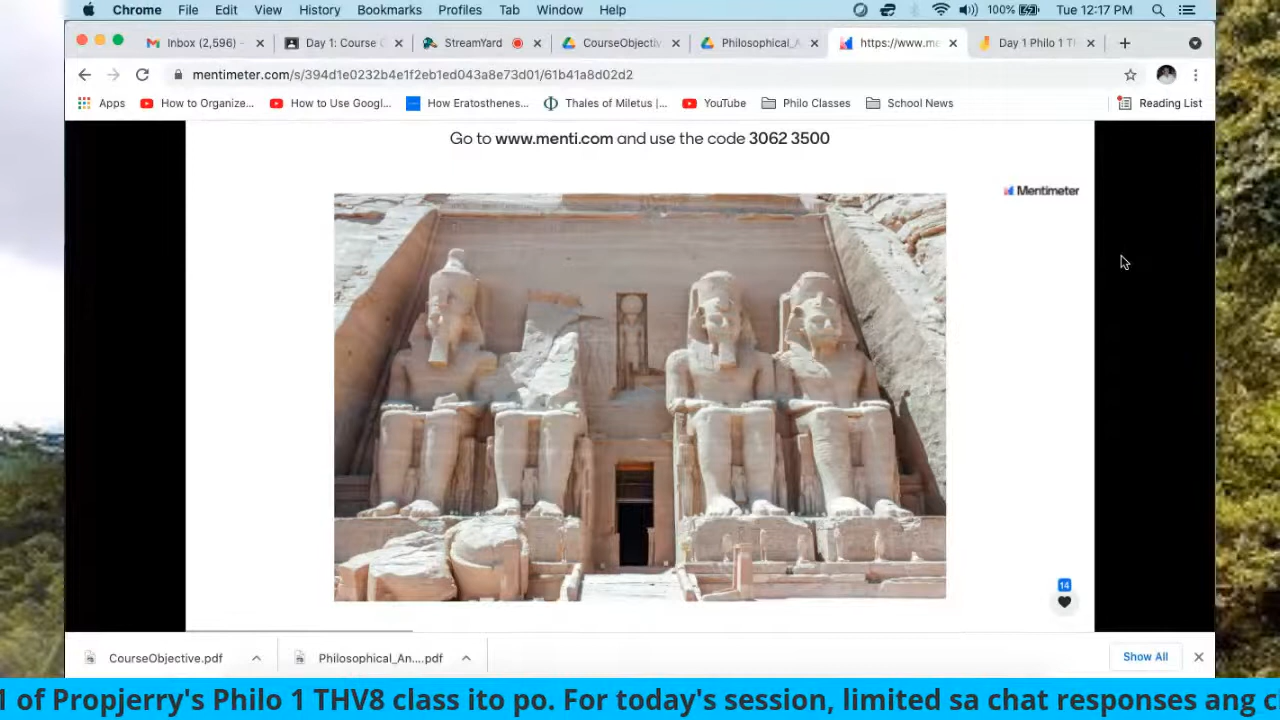 Chrome File Edit View History Bookmarks Profiles Tab Window Help 100% Tue 12:17 PM
Inbox (2,596) - Day 1: Course StreamYard CourseObjectiv Philosophical_A https://www.me Day 1 Philo 1 T
mentimeter.com/s/394d1e0232b4e1f2eb1ed043a8e73d01/61b41a8d02d2
Apps How to Organize... How to Use Googl... How Eratosthenes... Thales of Miletus |... YouTube Philo Classes School News Reading List
Go to www.menti.com and use the code 3062 3500
Mentimeter
14
CourseObjective.pdf Philosophical_An....pdf Show All
1 of Propjerry's Philo 1 THV8 class ito po. For today's session, limited sa chat responses ang c